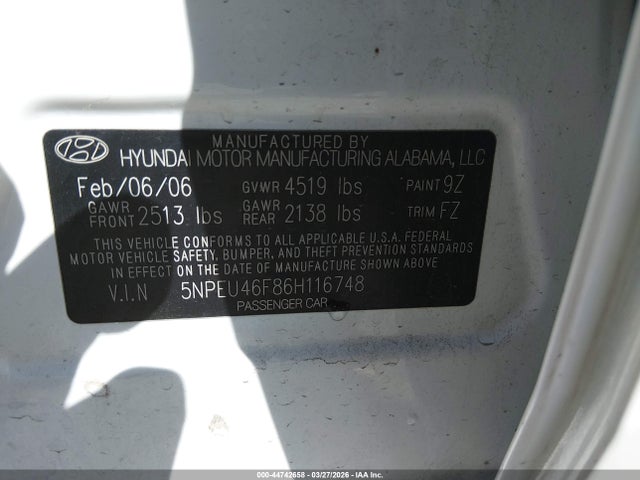 MANUFACTURED BY
HYUNDAI MOTOR MANUFACTURING ALABAMA, LLC
Feb/06/06 GVWR 4519 lbs PAINT 9Z
GAWR FRONT 2513 lbs GAWR REAR 2138 lbs TRIM FZ
THIS VEHICLE CONFORMS TO ALL APPLICABLE U.S.A. FEDERAL
MOTOR VEHICLE SAFETY, BUMPER, AND THEFT PREVENTION STANDARDS
IN EFFECT ON THE DATE OF MANUFACTURE SHOWN ABOVE.
V.I.N 5NPEU46F86H116748
PASSENGER CAR
000-44742658 - 03/27/2026 - IAA Inc.